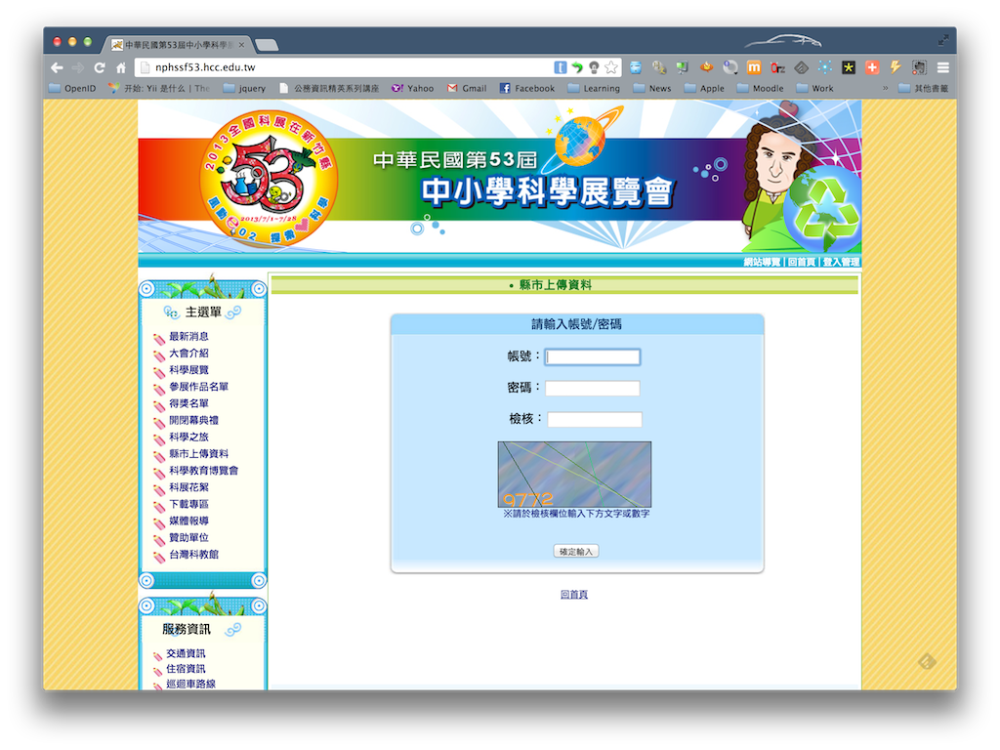 中華民國第53屆中小學科學
nphssf53.hcc.edu.tw
OpenID 开始: Yii 是什么 | The jquery 公務資訊精英系列講座 Yahoo Gmail Facebook Learning News Apple Moodle Work » 其他書籤
2013全國科展在新竹縣
53
2013/7/1~7/28
中華民國第53屆
中小學科學展覽會
網站導覽 | 回首頁 | 登入管理
• 縣市上傳資料
主選單
最新消息
大會介紹
科學展覽
參展作品名單
得獎名單
開閉幕典禮
科學之旅
縣市上傳資料
科學教育博覽會
科展花絮
下載專區
媒體報導
贊助單位
台灣科教館
請輸入帳號/密碼
帳號：
密碼：
檢核：
9772
※請於檢核欄位輸入下方文字或數字
確定輸入
回首頁
服務資訊
交通資訊
住宿資訊
巡迴車路線